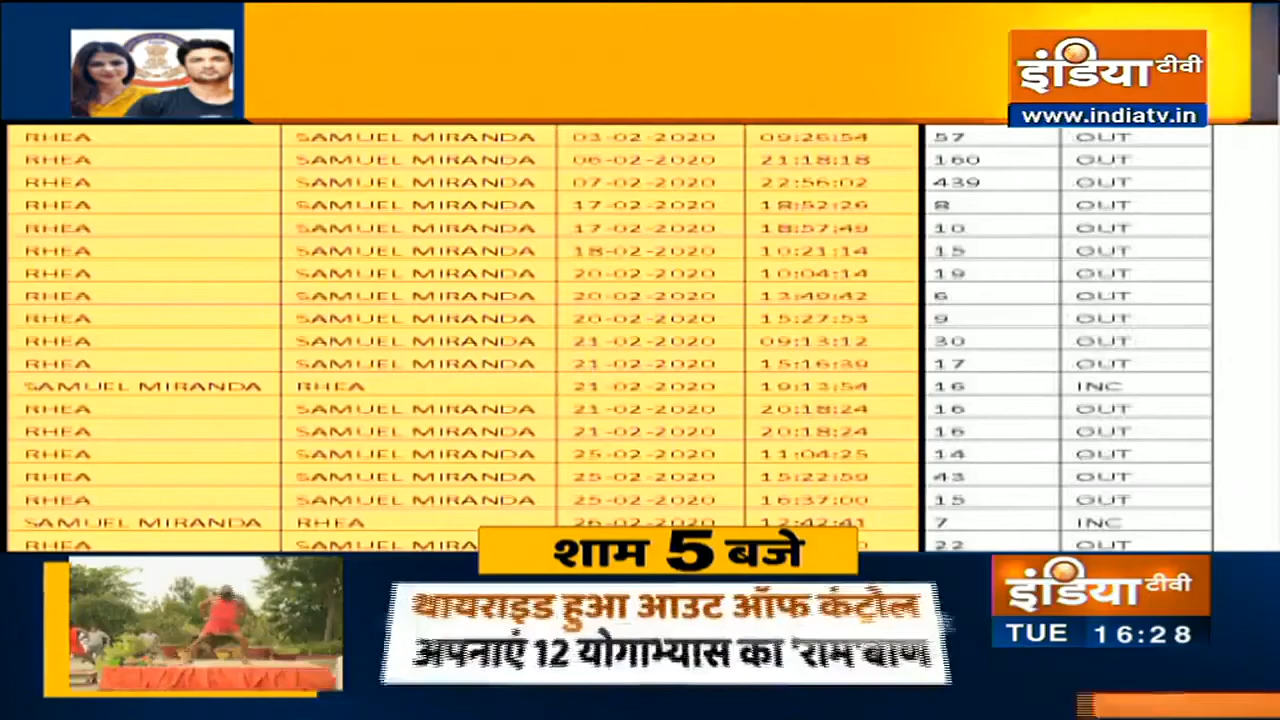 इंडिया टीवी
www.indiatv.in
RHEA SAMUEL MIRANDA 03-02-2020 09:26:54 57 OUT
RHEA SAMUEL MIRANDA 06-02-2020 21:18:18 160 OUT
RHEA SAMUEL MIRANDA 07-02-2020 22:56:02 439 OUT
RHEA SAMUEL MIRANDA 17-02-2020 18:52:26 8 OUT
RHEA SAMUEL MIRANDA 17-02-2020 18:57:49 10 OUT
RHEA SAMUEL MIRANDA 18-02-2020 10:21:14 15 OUT
RHEA SAMUEL MIRANDA 20-02-2020 10:04:14 19 OUT
RHEA SAMUEL MIRANDA 20-02-2020 13:49:42 6 OUT
RHEA SAMUEL MIRANDA 20-02-2020 15:27:53 9 OUT
RHEA SAMUEL MIRANDA 21-02-2020 09:13:12 30 OUT
RHEA SAMUEL MIRANDA 21-02-2020 15:16:39 17 OUT
SAMUEL MIRANDA RHEA 21-02-2020 19:13:54 16 INC
RHEA SAMUEL MIRANDA 21-02-2020 20:18:24 16 OUT
RHEA SAMUEL MIRANDA 21-02-2020 20:18:24 16 OUT
RHEA SAMUEL MIRANDA 25-02-2020 11:04:25 14 OUT
RHEA SAMUEL MIRANDA 25-02-2020 15:22:59 43 OUT
RHEA SAMUEL MIRANDA 25-02-2020 16:37:00 15 OUT
SAMUEL MIRANDA RHEA 26-02-2020 12:42:41 7 INC
RHEA SAMUEL MIRANDA 22 OUT
शाम 5 बजे
थायराइड हुआ आउट ऑफ कंट्रोल
अपनाएं 12 योगाभ्यास का 'राम'बाण
इंडिया टीवी
TUE 16:28